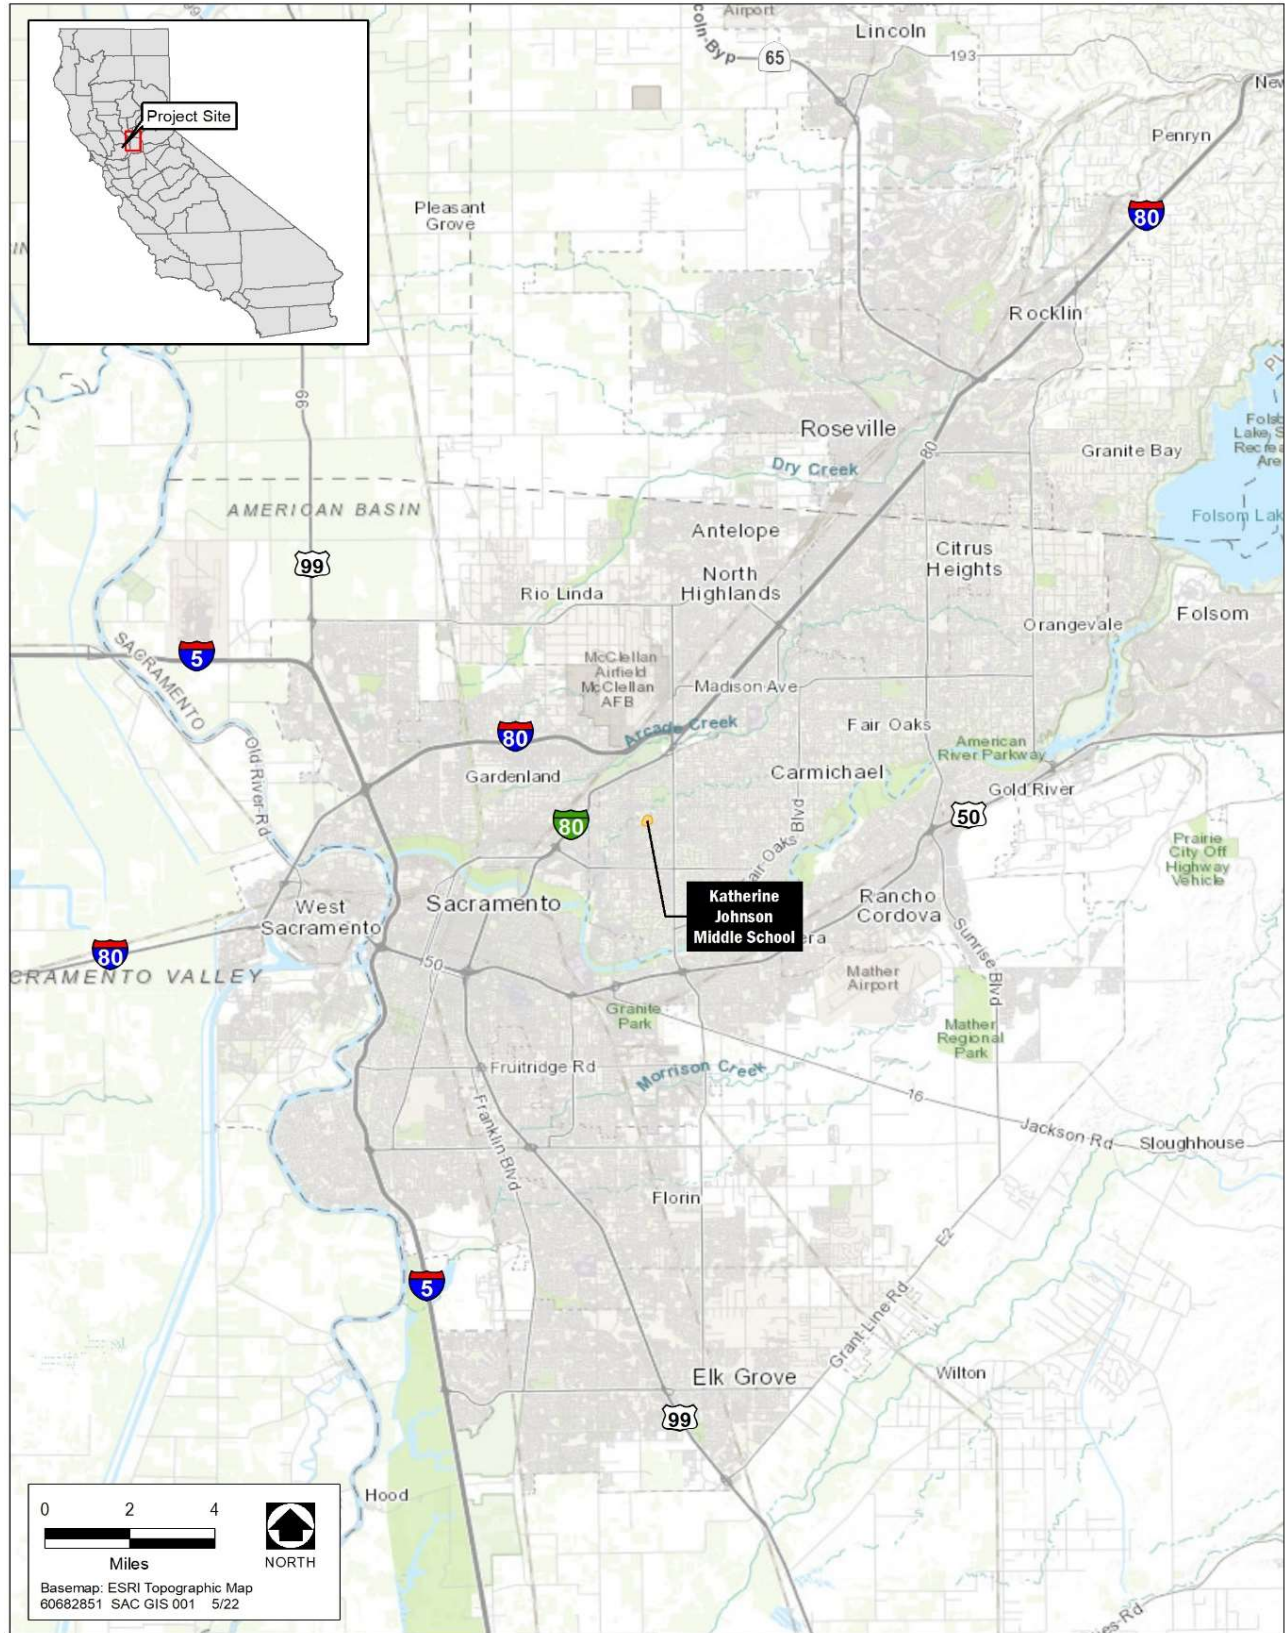 Airport
Lincoln
65
193
Project Site
Penryn
80
Pleasant
Grove
Rocklin
99
Roseville
80
Granite Bay
Dry Creek
AMERICAN BASIN
Folsom
Antelope
Citrus
Heights
99
North
Highlands
Rio Linda
Orangevale
SACRAMENTO
5
McClellan
Airfield
McClellan
AFB
Madison Ave
Arcade Creek
Fair Oaks
80
American
River Parkway
Old River Rd
Gardenland
Carmichael
Gold River
80
50
Blvd
Prairie
City Off
Highway
Vehicle
Katherine
Johnson
Middle School
West
Sacramento
Sacramento
Rancho
Cordova
80
50
Sunrise Blvd
Mather
Airport
Granite
Park
Mather
Regional
Park
Fruitridge Rd
Morrison Creek
16
Franklin Blvd
Jackson Rd
Sloughhouse
Florin
E2
5
Grant Line Rd
Elk Grove
Wilton
99
Hood
0 2 4
Miles
NORTH
Basemap: ESRI Topographic Map
60682851 SAC GIS 001 5/22